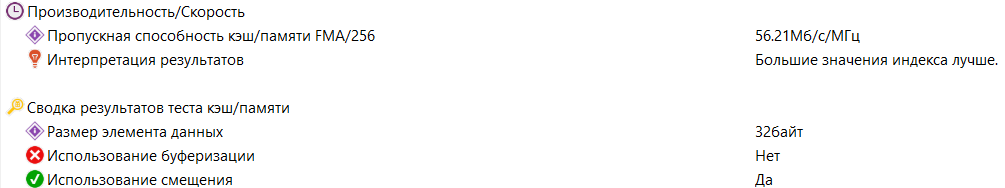 Производительность/Скорость
Пропускная способность кэш/памяти FMA/256 56.21Мб/с/МГц
Интерпретация результатов Большие значения индекса лучше.
Сводка результатов теста кэш/памяти
Размер элемента данных 32байт
Использование буферизации Нет
Использование смещения Да